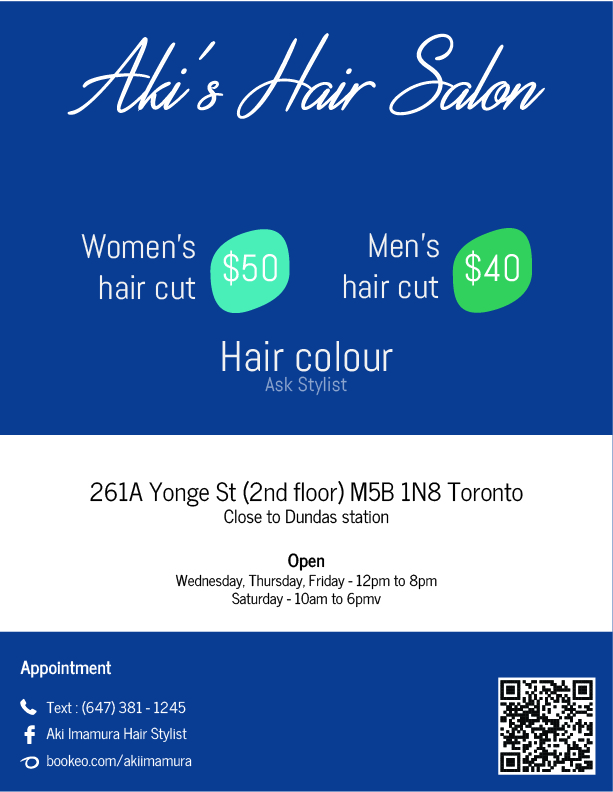 Aki's Hair Salon
Women's
hair cut
$50
Men's
hair cut
$40
Hair colour
Ask Stylist
261A Yonge St (2nd floor) M5B 1N8 Toronto
Close to Dundas station
Open
Wednesday, Thursday, Friday - 12pm to 8pm
Saturday - 10am to 6pmv
Appointment
Text : (647) 381 - 1245
Aki Imamura Hair Stylist
bookeo.com/akiimamura